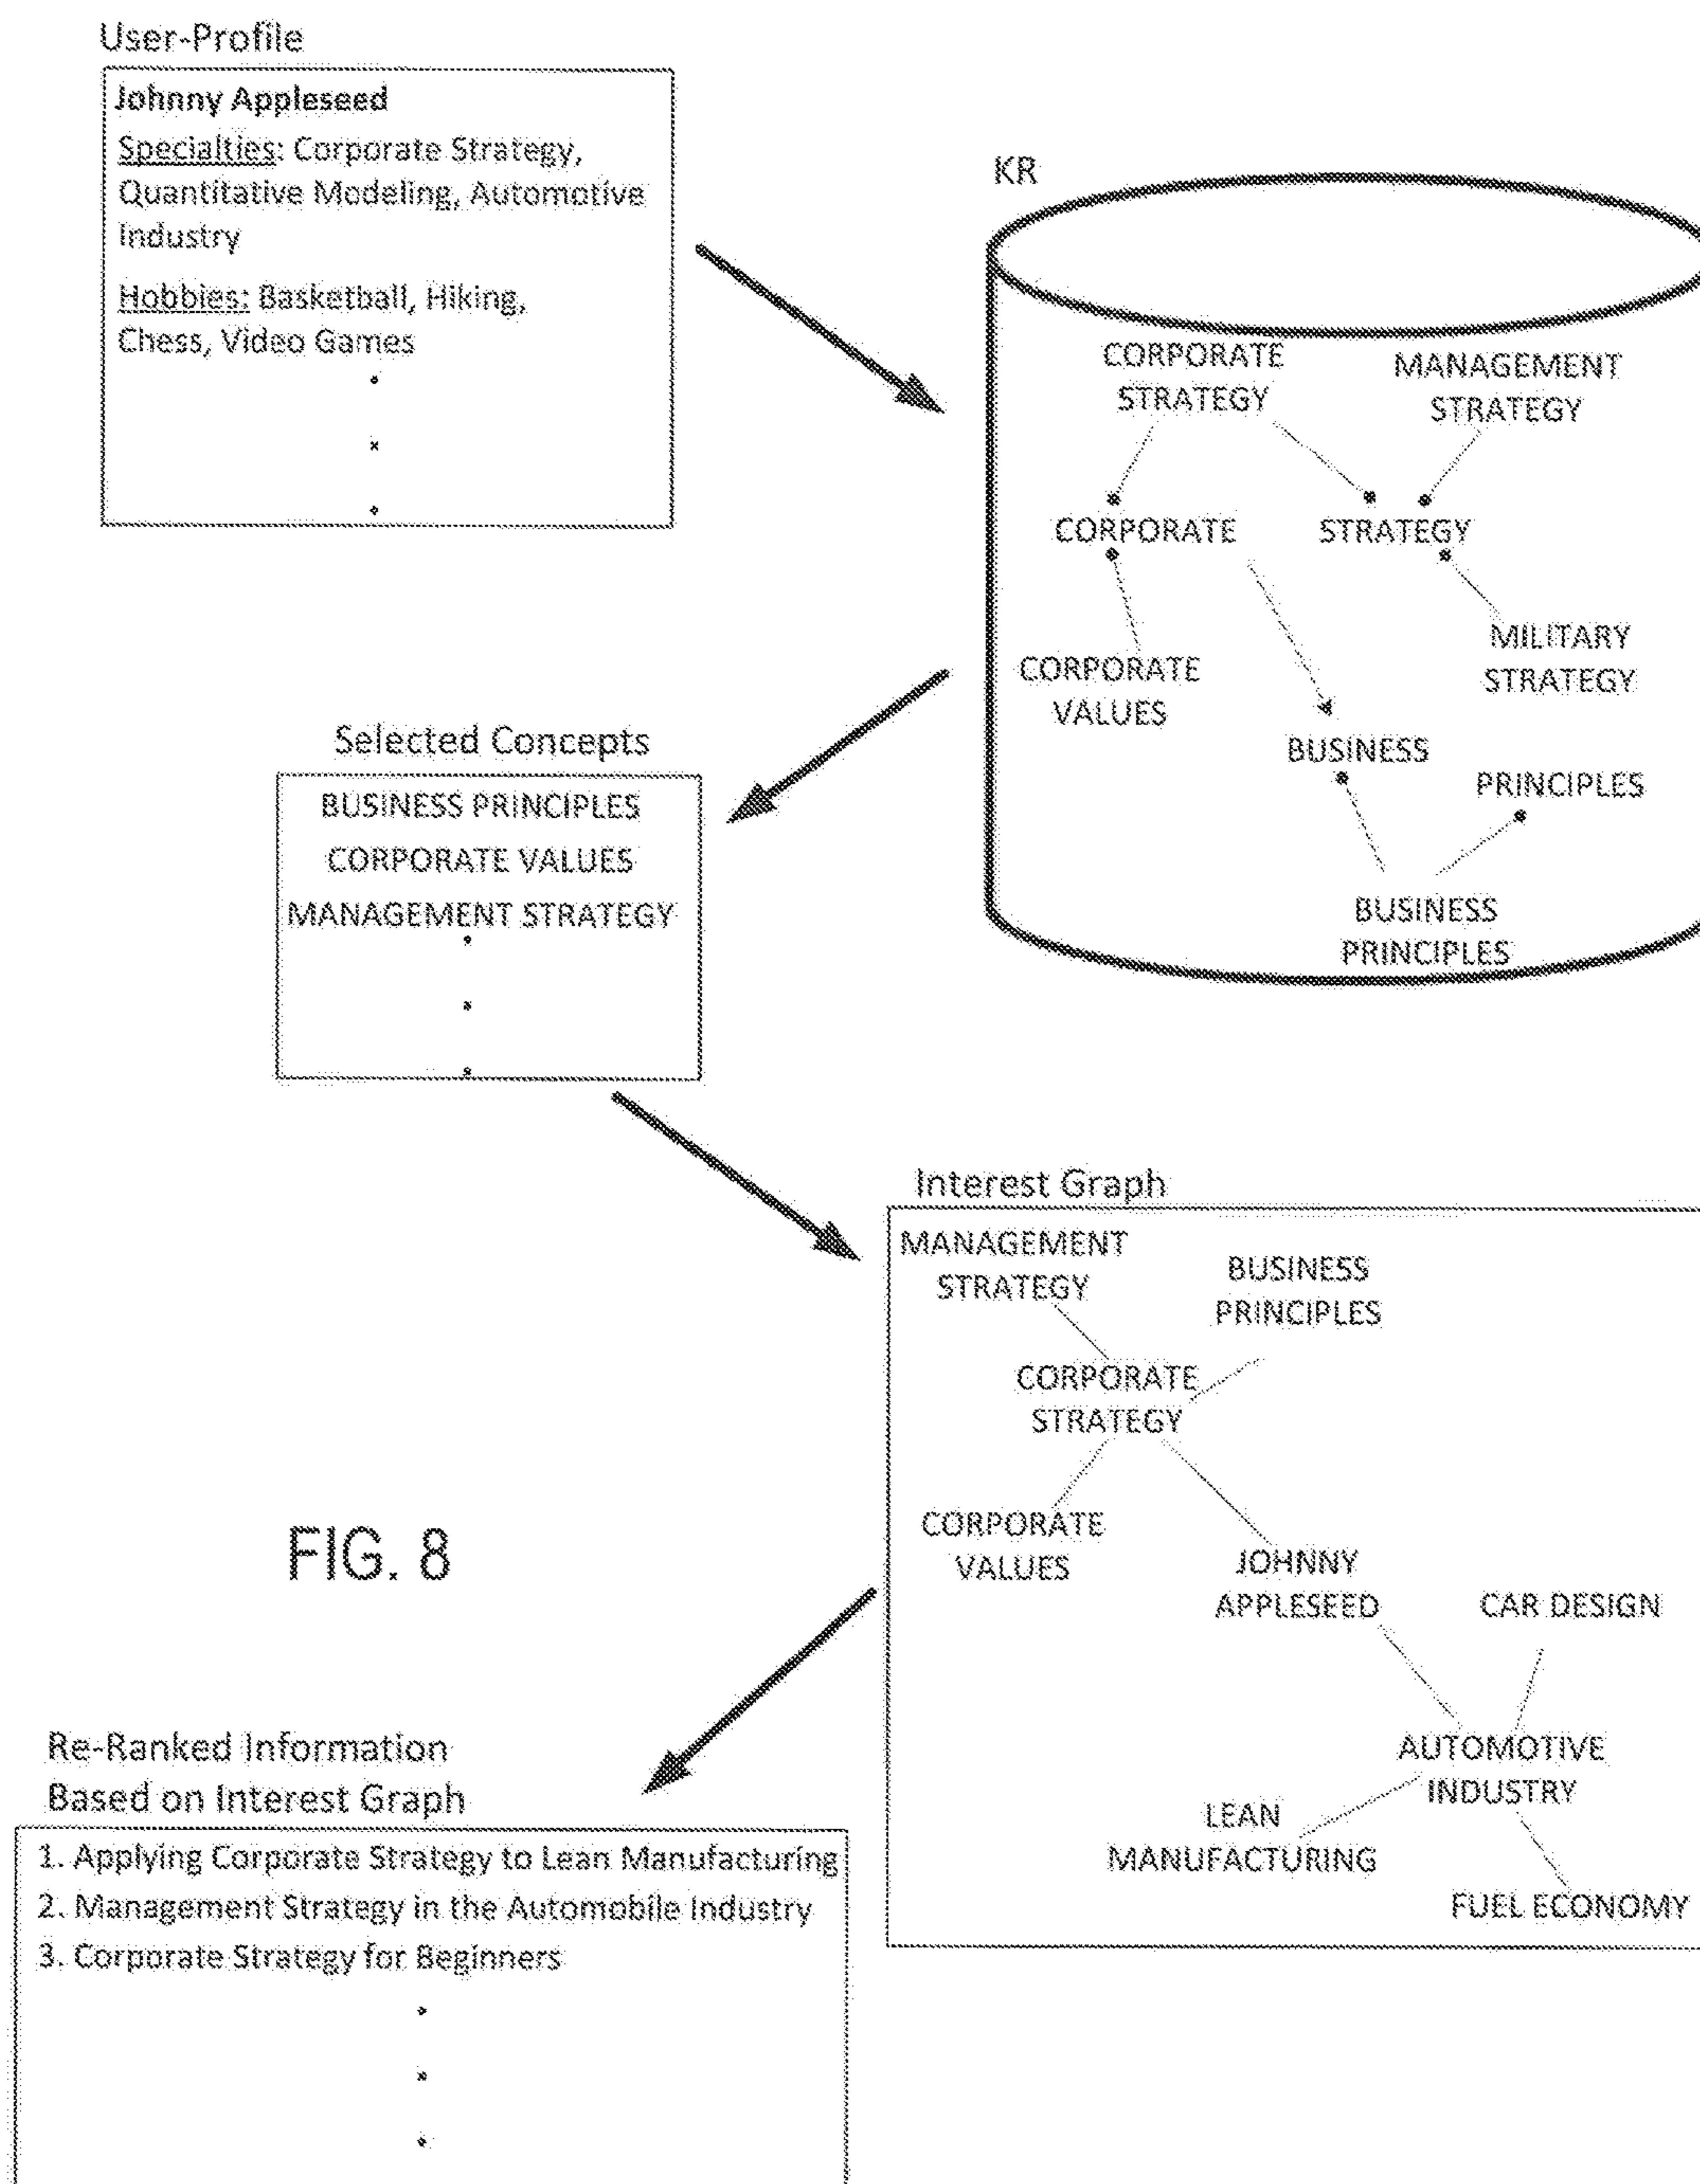 User-Profile
Johnny Appleseed
Specialties: Corporate Strategy,
Quantitative Modeling, Automotive
Industry
Hobbies: Basketball, Hiking,
Chess, Video Games
KR
CORPORATE
STRATEGY
MANAGEMENT
STRATEGY
CORPORATE
STRATEGY
CORPORATE
VALUES
MILITARY
STRATEGY
BUSINESS
PRINCIPLES
BUSINESS
PRINCIPLES
Selected Concepts
BUSINESS PRINCIPLES
CORPORATE VALUES
MANAGEMENT STRATEGY
Interest Graph
MANAGEMENT
STRATEGY
BUSINESS
PRINCIPLES
CORPORATE
STRATEGY
CORPORATE
VALUES
JOHNNY
APPLESEED
CAR DESIGN
AUTOMOTIVE
INDUSTRY
LEAN
MANUFACTURING
FUEL ECONOMY
FIG. 8
Re-Ranked Information
Based on Interest Graph
1. Applying Corporate Strategy to Lean Manufacturing
2. Management Strategy in the Automobile Industry
3. Corporate Strategy for Beginners